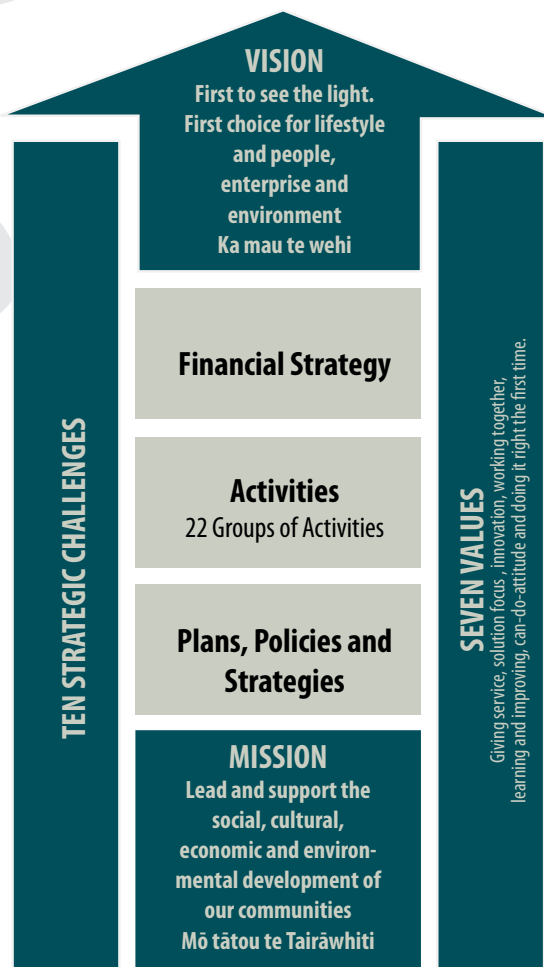 VISION
First to see the light.
First choice for lifestyle
and people,
enterprise and
environment
Ka mau te wehi
TEN STRATEGIC CHALLENGES
Financial Strategy
Activities
22 Groups of Activities
Plans, Policies and
Strategies
MISSION
Lead and support the
social, cultural,
economic and environ-
mental development of
our communities
Mō tātou te Tairāwhiti
SEVEN VALUES
Giving service, solution focus , innovation, working together,
learning and improving, can-do-attitude and doing it right the first time.